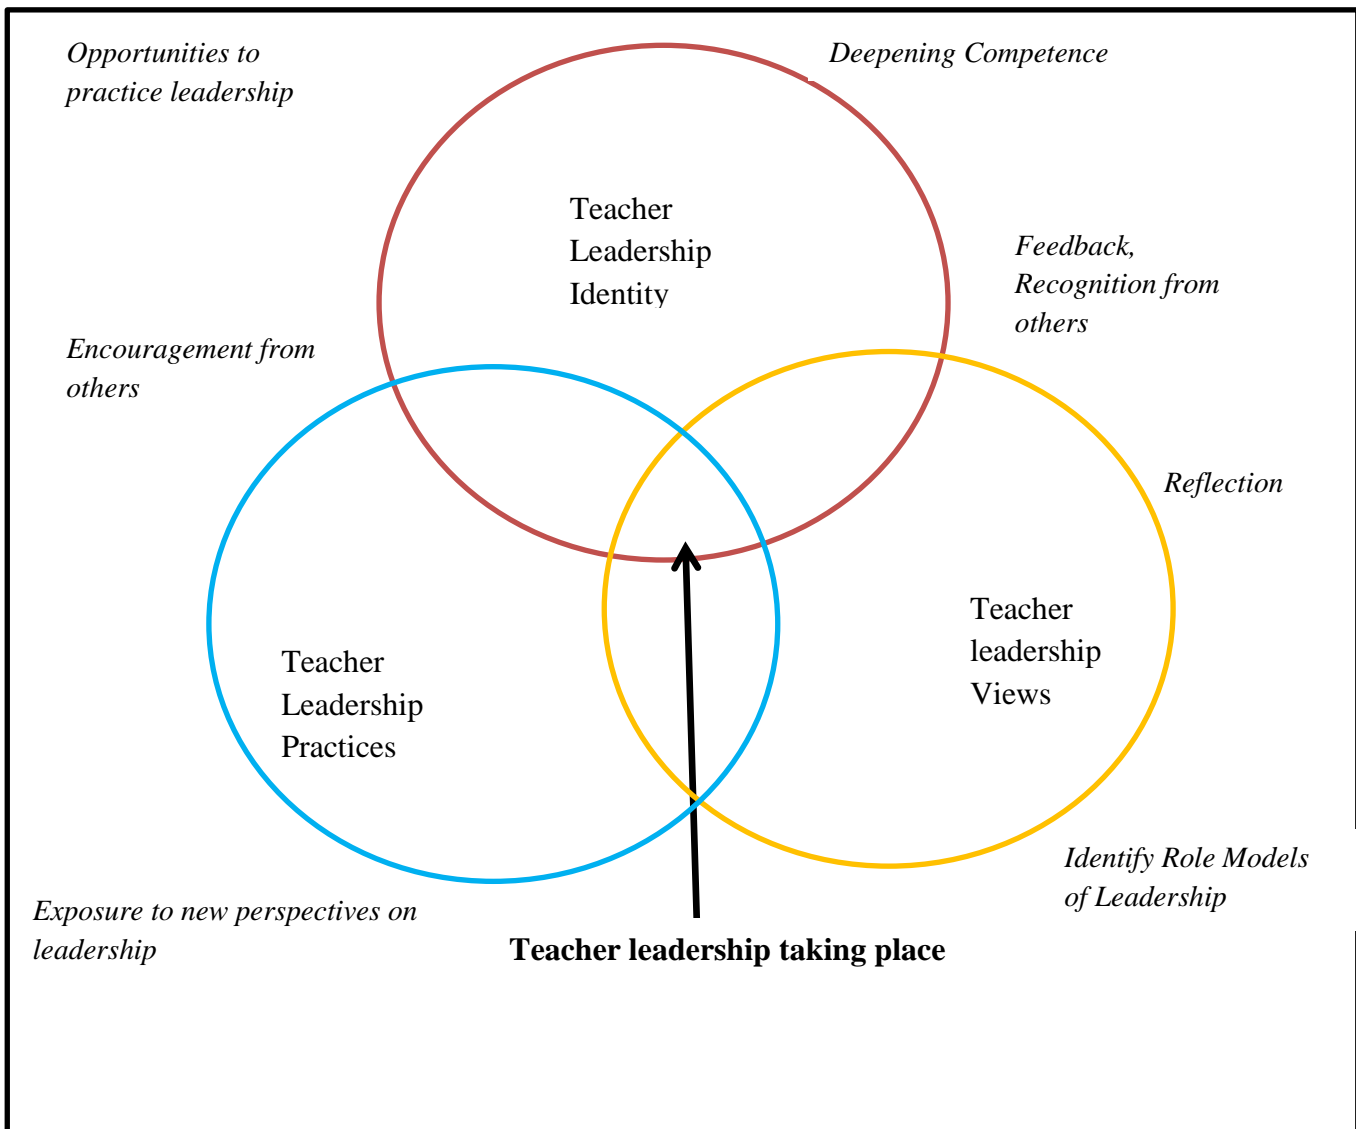 Opportunities to
practice leadership
Deepening Competence
Teacher
Leadership
Identity
Feedback,
Recognition from
others
Encouragement from
others
Reflection
Teacher
leadership
Views
Teacher
Leadership
Practices
Identify Role Models
of Leadership
Exposure to new perspectives on
leadership
Teacher leadership taking place